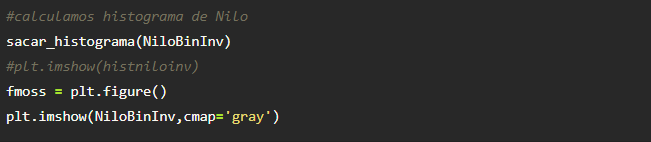 #calculamos histograma de Nilo
sacar_histograma(NiloBinInv)
#plt.imshow(histniloinv)
fmoss = plt.figure()
plt.imshow(NiloBinInv,cmap='gray')